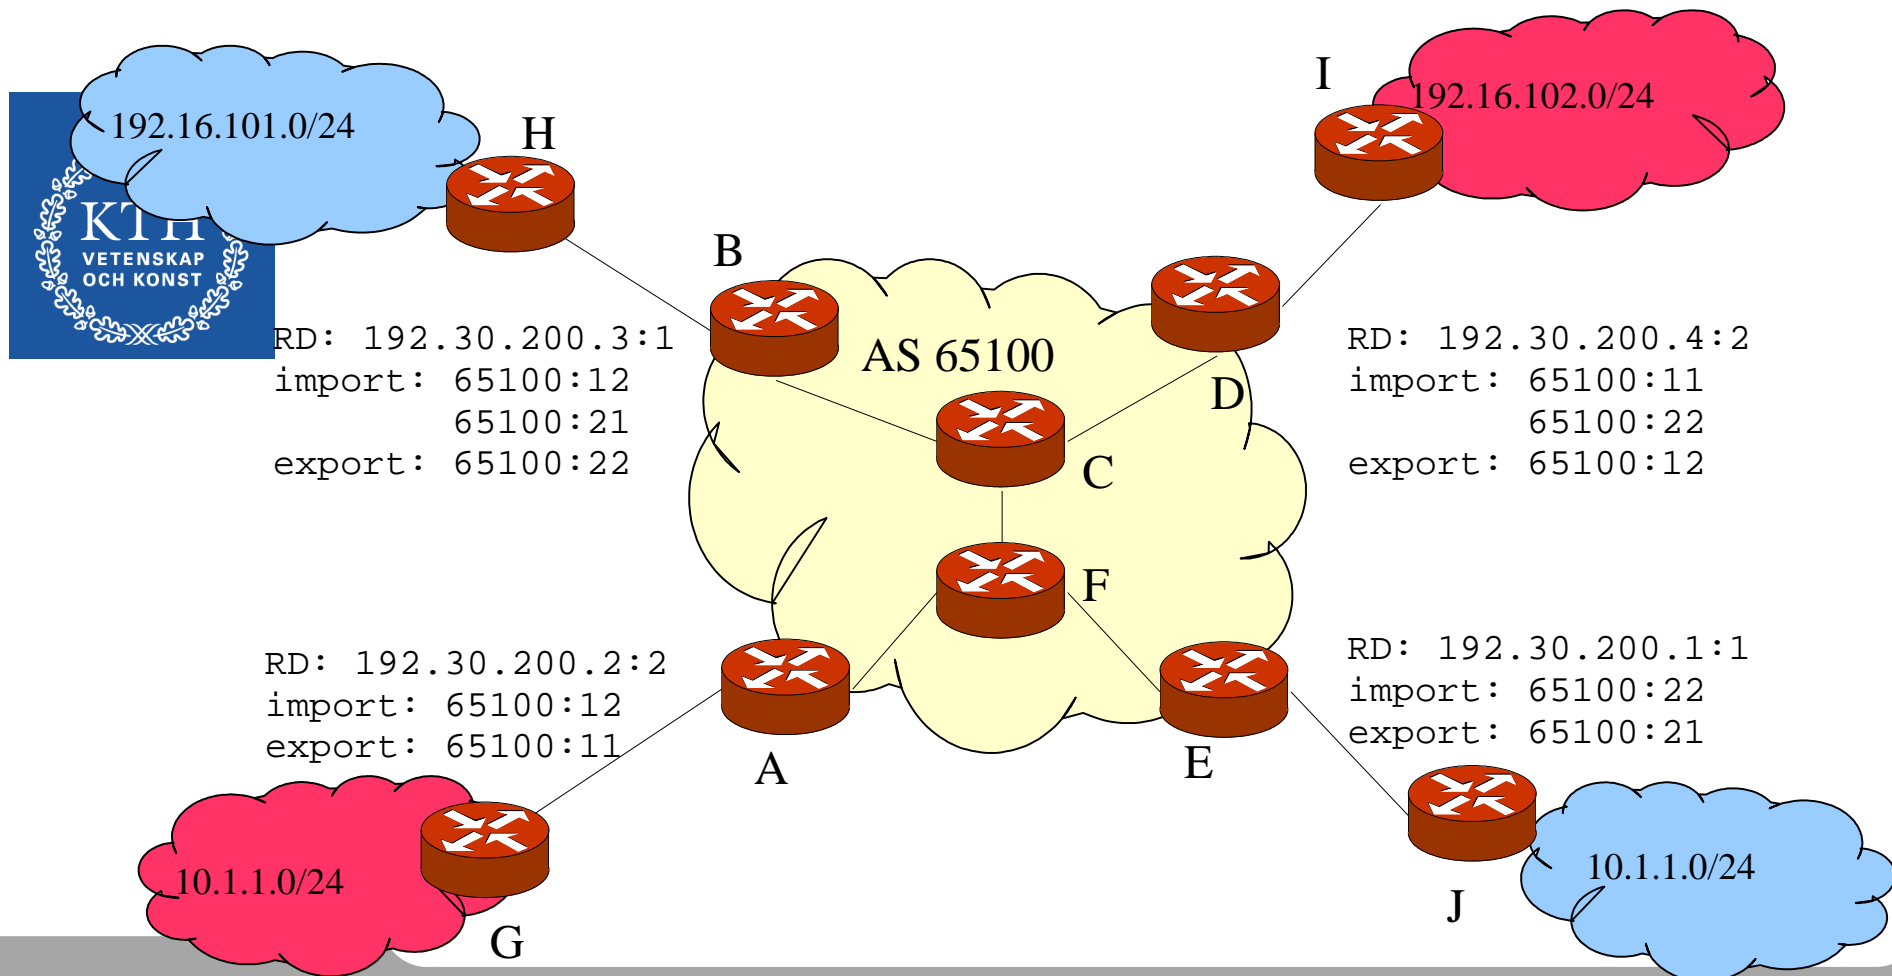 I
192.16.102.0/24
192.16.101.0/24
H
KTH
VETENSKAP
OCH KONST
B
RD: 192.30.200.3:1
import: 65100:12
65100:21
export: 65100:22
AS 65100
D
RD: 192.30.200.4:2
import: 65100:11
65100:22
export: 65100:12
C
F
RD: 192.30.200.2:2
import: 65100:12
export: 65100:11
A
E
RD: 192.30.200.1:1
import: 65100:22
export: 65100:21
10.1.1.0/24
G
J
10.1.1.0/24